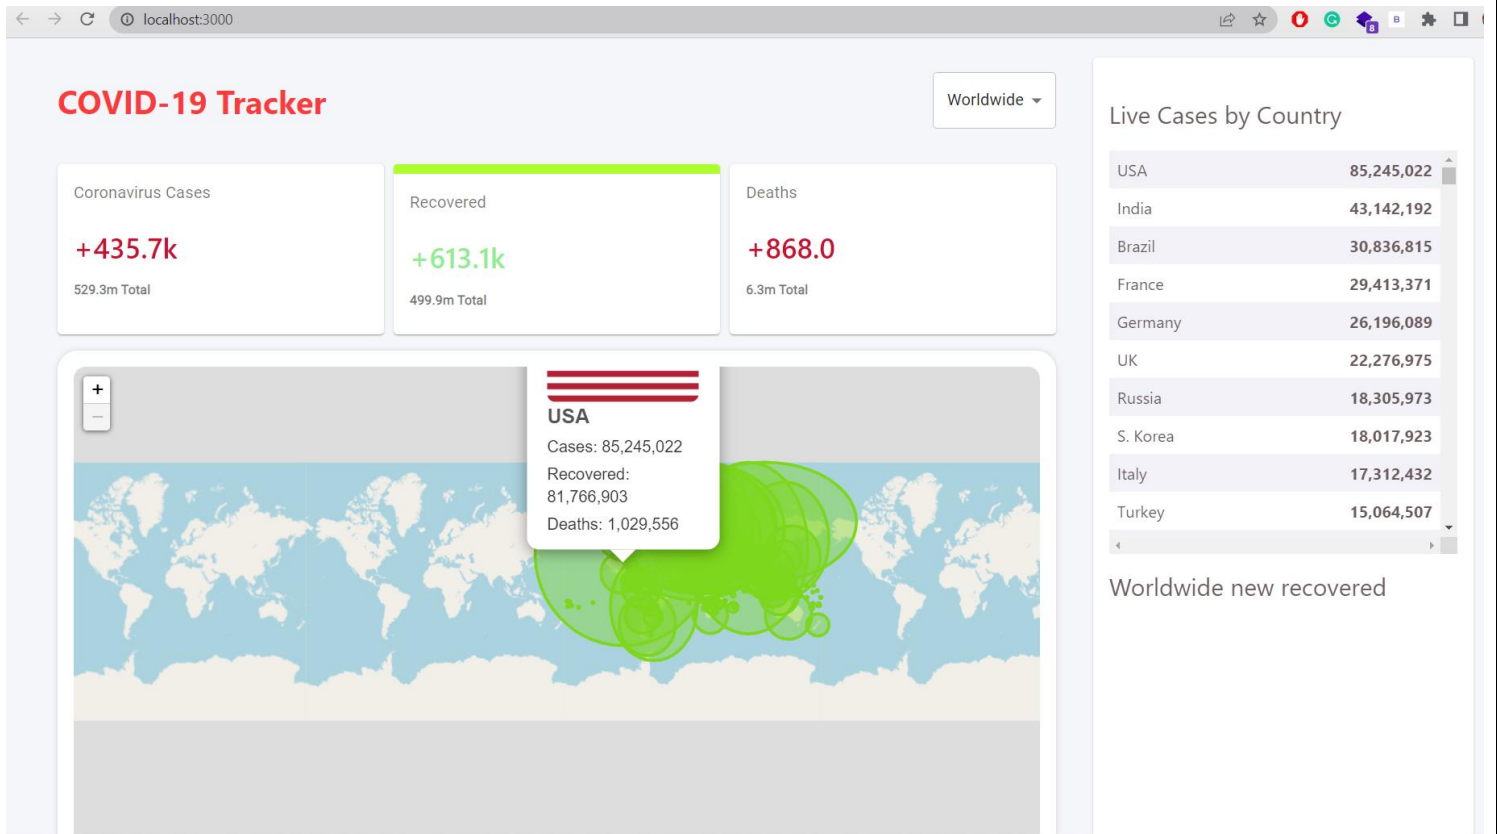 localhost:3000
B
8
COVID-19 Tracker
Worldwide
Coronavirus Cases
+435.7k
529.3m Total
Recovered
+613.1k
499.9m Total
Deaths
+868.0
6.3m Total
+
−
USA
Cases: 85,245,022
Recovered:
81,766,903
Deaths: 1,029,556
Live Cases by Country
USA 85,245,022
India 43,142,192
Brazil 30,836,815
France 29,413,371
Germany 26,196,089
UK 22,276,975
Russia 18,305,973
S. Korea 18,017,923
Italy 17,312,432
Turkey 15,064,507
Worldwide new recovered